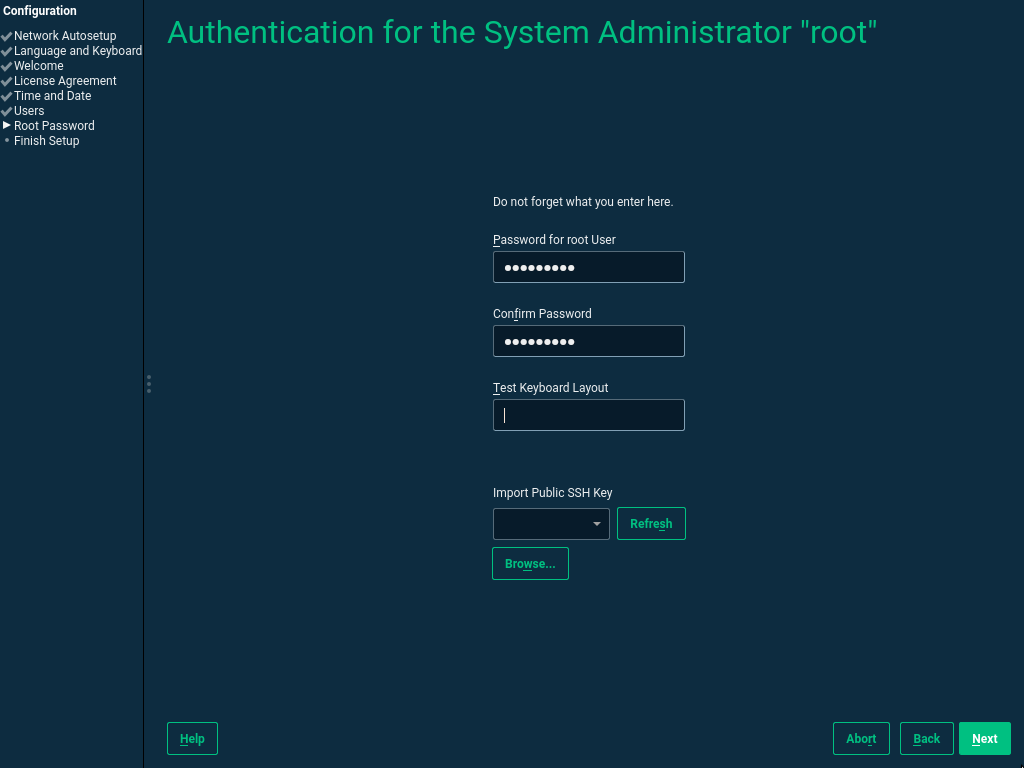 Configuration
Network Autosetup
Language and Keyboard
Welcome
License Agreement
Time and Date
Users
Root Password
Finish Setup
Authentication for the System Administrator "root"
Do not forget what you enter here.
Password for root User
●●●●●●●●●
Confirm Password
●●●●●●●●●
Test Keyboard Layout
Import Public SSH Key
Refresh
Browse...
Help
Abort
Back
Next